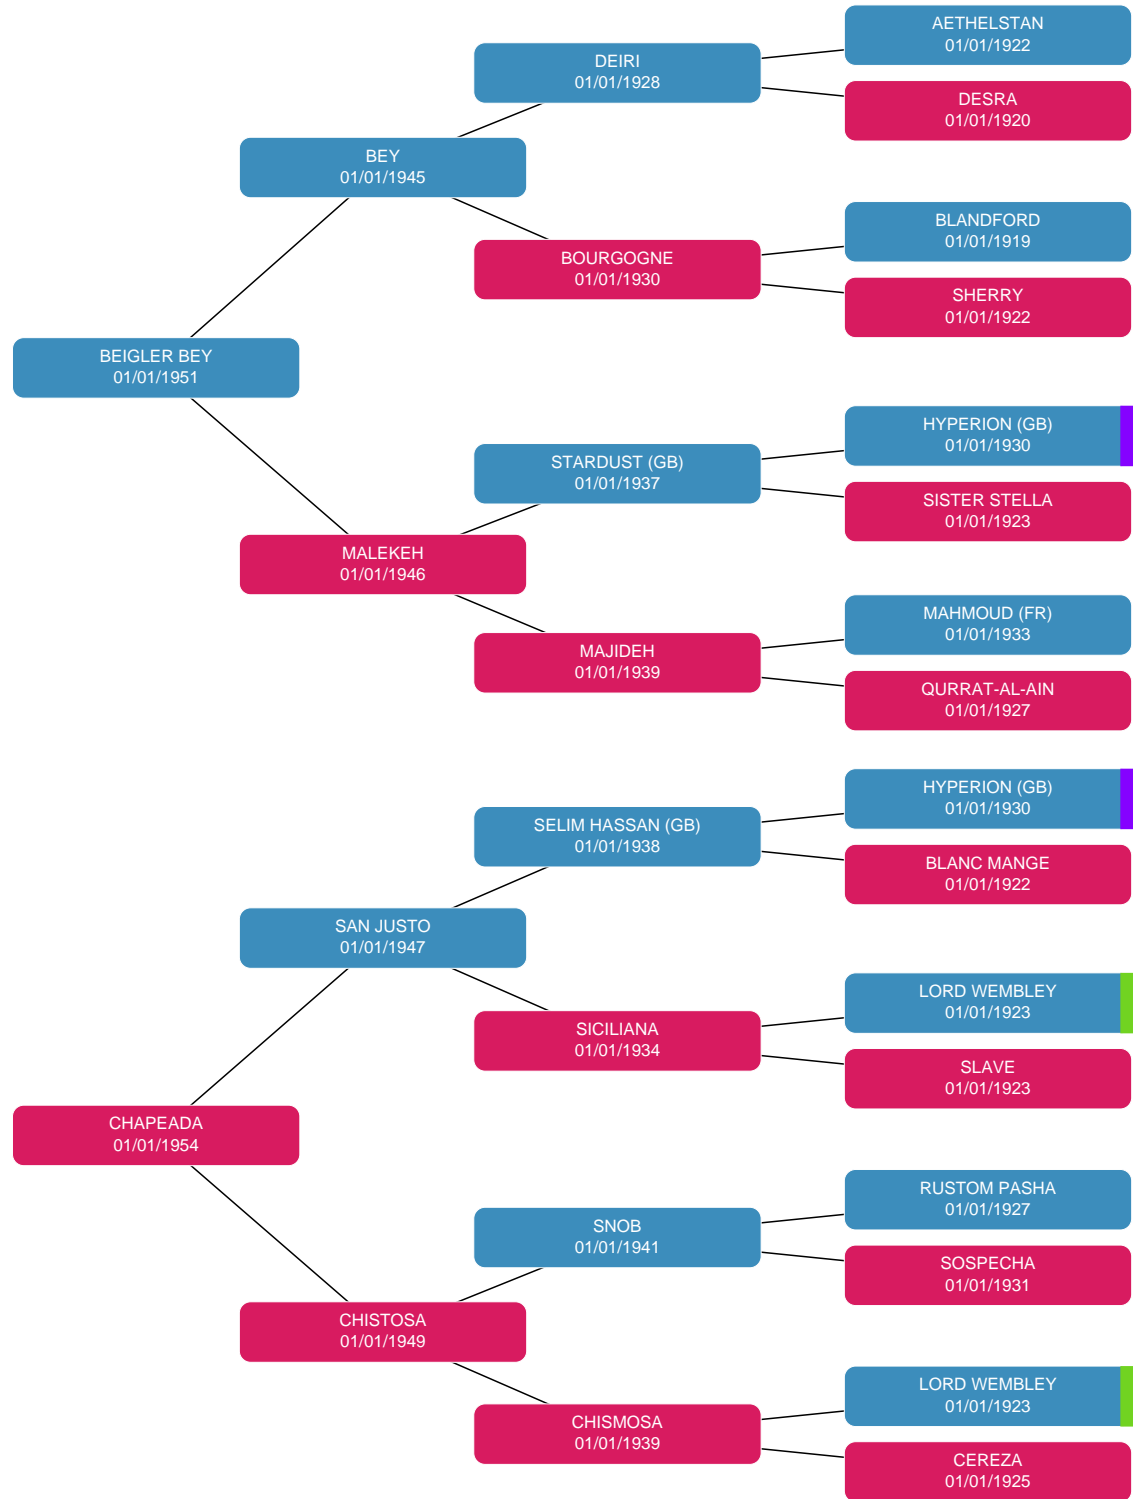 AETHELSTAN
01/01/1922
DEIRI
01/01/1928
DESRA
01/01/1920
BEY
01/01/1945
BLANDFORD
01/01/1919
BOURGOGNE
01/01/1930
SHERRY
01/01/1922
BEIGLER BEY
01/01/1951
HYPERION (GB)
01/01/1930
STARDUST (GB)
01/01/1937
SISTER STELLA
01/01/1923
MALEKEH
01/01/1946
MAHMOUD (FR)
01/01/1933
MAJIDEH
01/01/1939
QURRAT-AL-AIN
01/01/1927
HYPERION (GB)
01/01/1930
SELIM HASSAN (GB)
01/01/1938
BLANC MANGE
01/01/1922
SAN JUSTO
01/01/1947
LORD WEMBLEY
01/01/1923
SICILIANA
01/01/1934
SLAVE
01/01/1923
CHAPEADA
01/01/1954
RUSTOM PASHA
01/01/1927
SNOB
01/01/1941
SOSPECHA
01/01/1931
CHISTOSA
01/01/1949
LORD WEMBLEY
01/01/1923
CHISMOSA
01/01/1939
CEREZA
01/01/1925